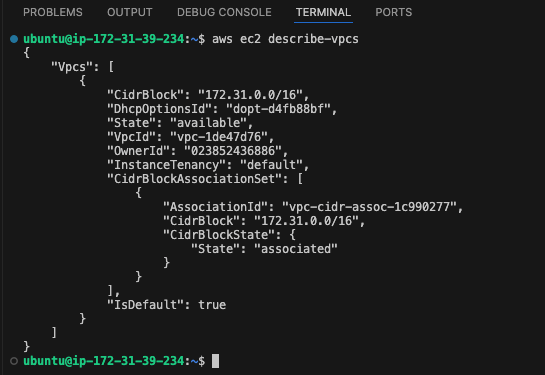 PROBLEMS OUTPUT DEBUG CONSOLE TERMINAL PORTS
ubuntu@ip-172-31-39-234:~$ aws ec2 describe-vpcs
{
    "Vpcs": [
        {
            "CidrBlock": "172.31.0.0/16",
            "DhcpOptionsId": "dopt-d4fb88bf",
            "State": "available",
            "VpcId": "vpc-1de47d76",
            "OwnerId": "023852436886",
            "InstanceTenancy": "default",
            "CidrBlockAssociationSet": [
                {
                    "AssociationId": "vpc-cidr-assoc-1c990277",
                    "CidrBlock": "172.31.0.0/16",
                    "CidrBlockState": {
                        "State": "associated"
                    }
                }
            ],
            "IsDefault": true
        }
    ]
}
ubuntu@ip-172-31-39-234:~$